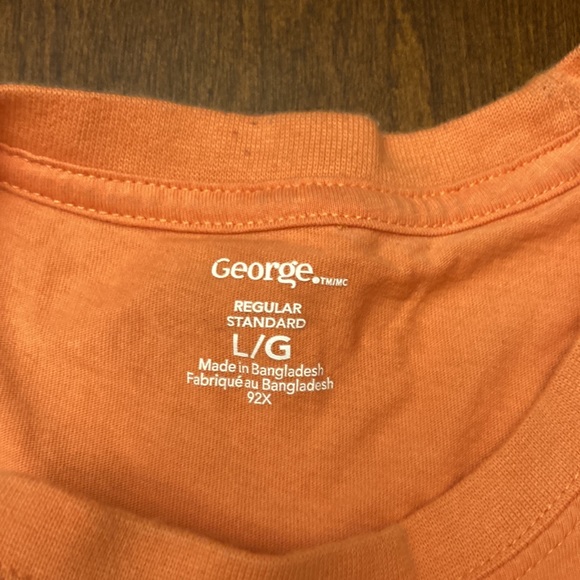 George.TM/MC
REGULAR
STANDARD
L/G
Made in Bangladesh
Fabriqué au Bangladesh
92X